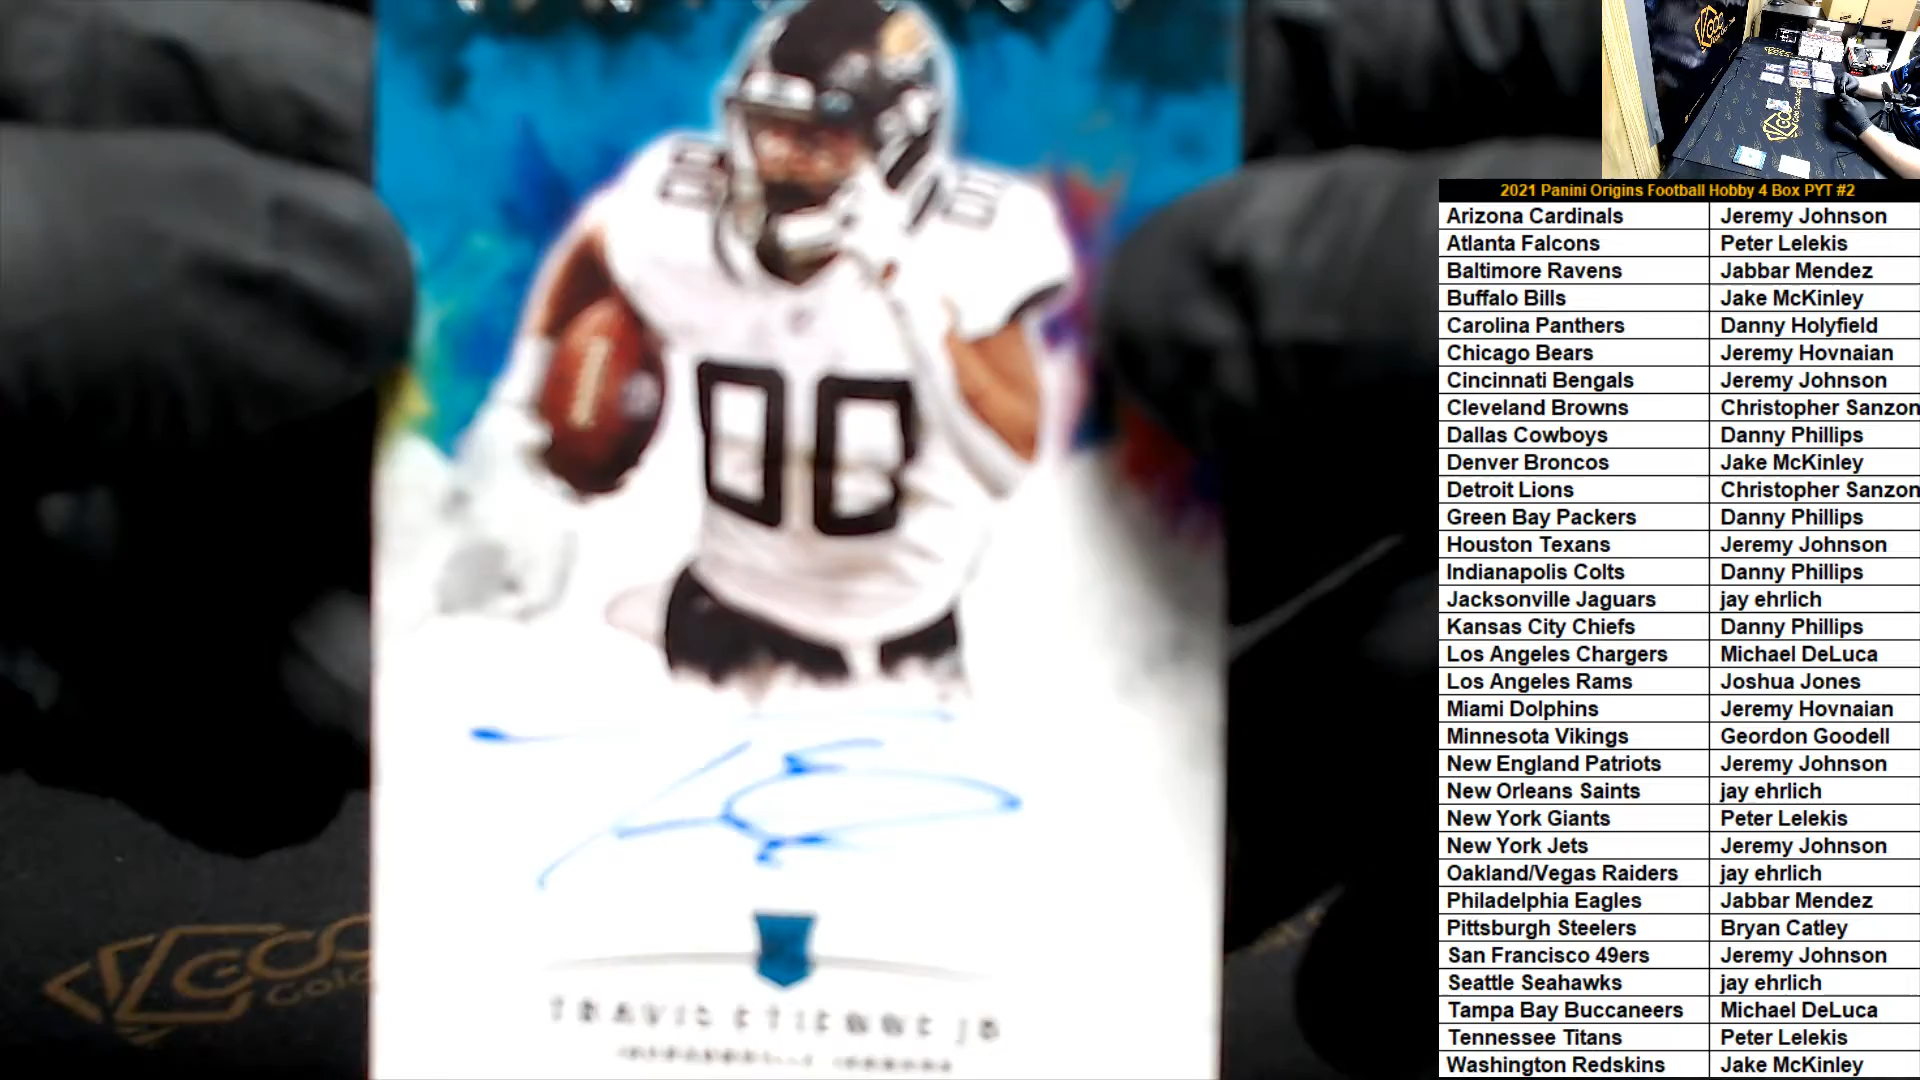 2021 Panini Origins Football Hobby 4 Box PYT #2
Arizona Cardinals Jeremy Johnson
Atlanta Falcons Peter Lelekis
Baltimore Ravens Jabbar Mendez
Buffalo Bills Jake McKinley
Carolina Panthers Danny Holyfield
Chicago Bears Jeremy Hovnaian
Cincinnati Bengals Jeremy Johnson
Cleveland Browns Christopher Sanzon
Dallas Cowboys Danny Phillips
Denver Broncos Jake McKinley
Detroit Lions Christopher Sanzon
Green Bay Packers Danny Phillips
Houston Texans Jeremy Johnson
Indianapolis Colts Danny Phillips
Jacksonville Jaguars jay ehrlich
Kansas City Chiefs Danny Phillips
Los Angeles Chargers Michael DeLuca
Los Angeles Rams Joshua Jones
Miami Dolphins Jeremy Hovnaian
Minnesota Vikings Geordon Goodell
New England Patriots Jeremy Johnson
New Orleans Saints jay ehrlich
New York Giants Peter Lelekis
New York Jets Jeremy Johnson
Oakland/Vegas Raiders jay ehrlich
Philadelphia Eagles Jabbar Mendez
Pittsburgh Steelers Bryan Catley
San Francisco 49ers Jeremy Johnson
Seattle Seahawks jay ehrlich
Tampa Bay Buccaneers Michael DeLuca
Tennessee Titans Peter Lelekis
Washington Redskins Jake McKinley
00
TRAVIS ETIENNE JR
JACKSONVILLE JAGUARS